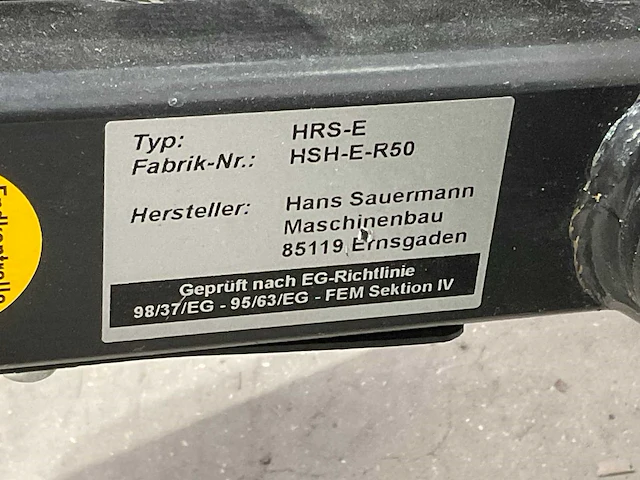 Typ: HRS-E
Fabrik-Nr.: HSH-E-R50
Hersteller: Hans Sauermann
Maschinenbau
85119 Ernsgaden
Geprüft nach EG-Richtlinie
98/37/EG - 95/63/EG - FEM Sektion IV